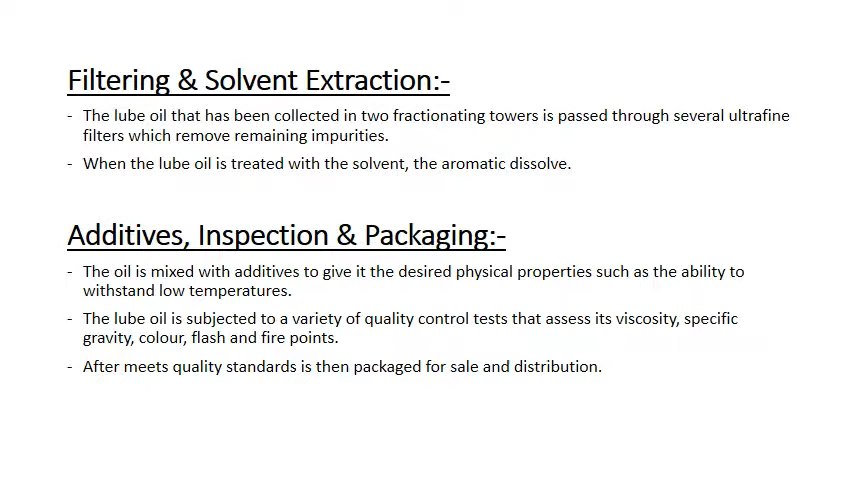 Filtering & Solvent Extraction:-
- The lube oil that has been collected in two fractionating towers is passed through several ultrafine
filters which remove remaining impurities.
- When the lube oil is treated with the solvent, the aromatic dissolve.
Additives, Inspection & Packaging:-
- The oil is mixed with additives to give it the desired physical properties such as the ability to
withstand low temperatures.
- The lube oil is subjected to a variety of quality control tests that assess its viscosity, specific
gravity, colour, flash and fire points.
- After meets quality standards is then packaged for sale and distribution.